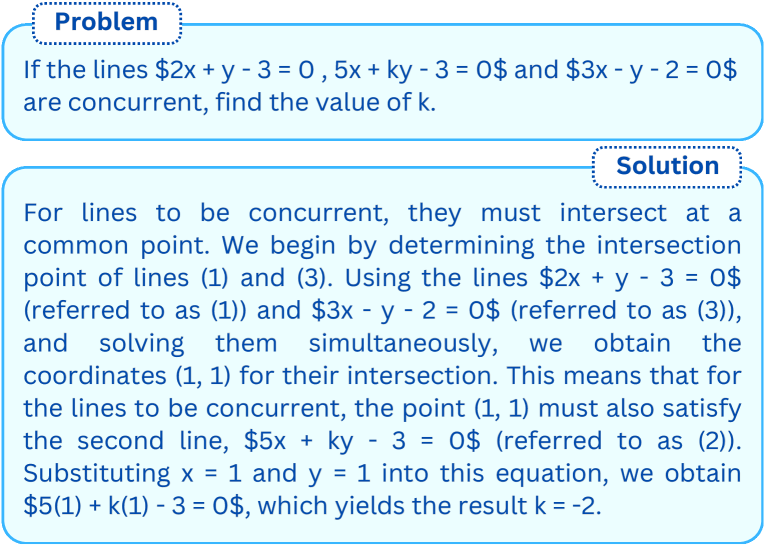 Problem
If the lines $2x + y - 3 = 0 , 5x + ky - 3 = 0$ and $3x - y - 2 = 0$
are concurrent, find the value of k.
Solution
For lines to be concurrent, they must intersect at a
common point. We begin by determining the intersection
point of lines (1) and (3). Using the lines $2x + y - 3 = 0$
(referred to as (1)) and $3x - y - 2 = 0$ (referred to as (3)),
and solving them simultaneously, we obtain the
coordinates (1, 1) for their intersection. This means that for
the lines to be concurrent, the point (1, 1) must also satisfy
the second line, $5x + ky - 3 = 0$ (referred to as (2)).
Substituting x = 1 and y = 1 into this equation, we obtain
$5(1) + k(1) - 3 = 0$, which yields the result k = -2.